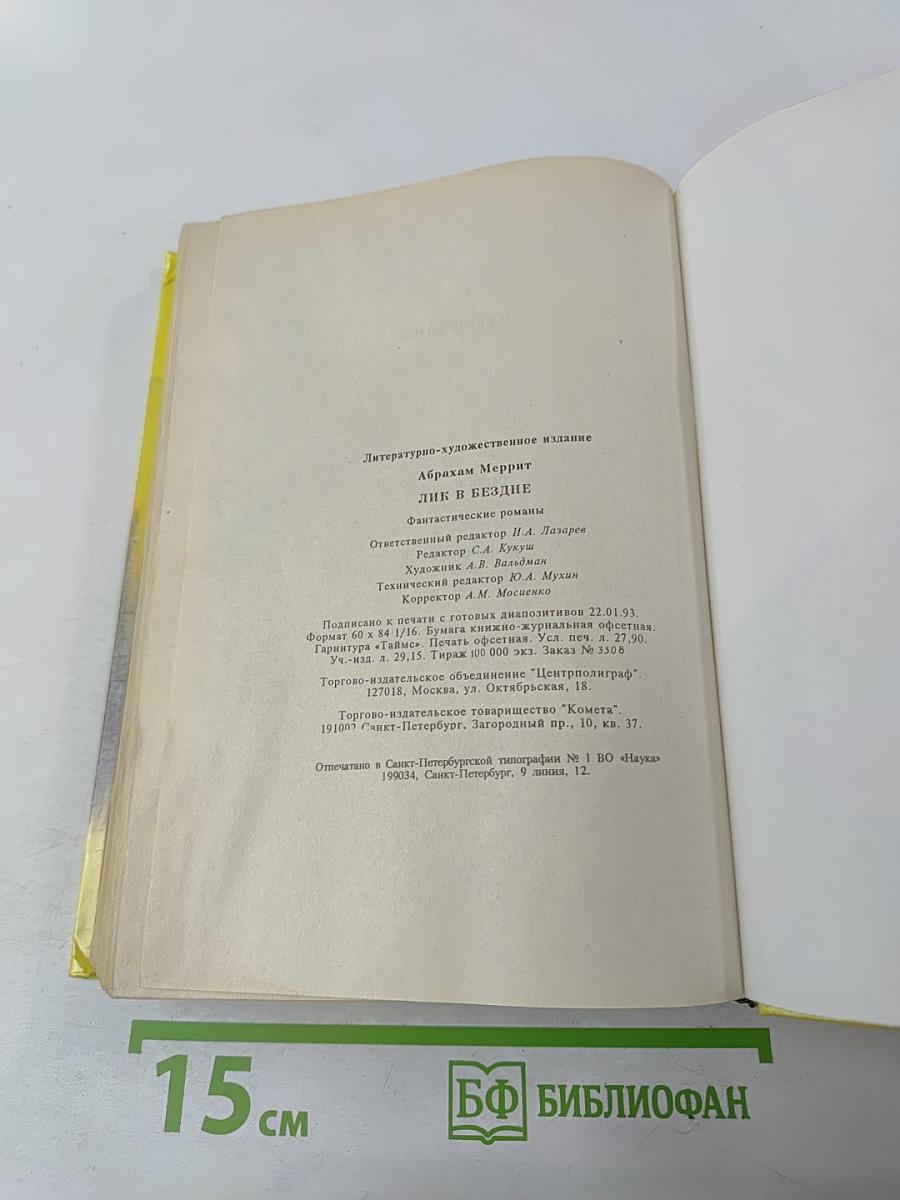 Литературно-художественное издание
Абрахам Меррит
ЛИК В БЕЗДНЕ
Фантастические романы
Ответственный редактор И.А. Лазарев
Редактор С.А. Кукуш
Художник А.В. Вальдман
Технический редактор Ю.А. Мухин
Корректор А.М. Мосиенко
Подписано к печати с готовых диапозитивов 22.01.93.
Формат 60 x 84 1/16. Бумага книжно-журнальная офсетная.
Гарнитура «Таймс». Печать офсетная. Усл. печ. л. 27,90.
Уч.-изд. л. 29,15. Тираж 100 000 экз. Заказ № 3308
Торгово-издательское объединение "Центрполиграф".
127018, Москва, ул. Октябрьская, 18.
Торгово-издательское товарищество "Комета".
191002 Санкт-Петербург, Загородный пр., 10, кв. 37.
Отпечатано в Санкт-Петербургской типографии № 1 ВО «Наука»
199034, Санкт-Петербург, 9 линия, 12.
15 см
БФ БИБЛИОФАН